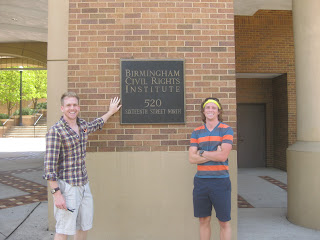 BIRMINGHAM
CIVIL RIGHTS
INSTITUTE
520
SIXTEENTH STREET NORTH